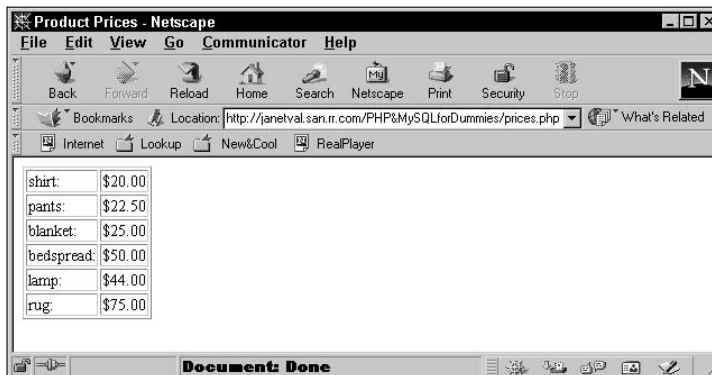 Product Prices - Netscape
File Edit View Go Communicator Help
Back Forward Reload Home Search Netscape Print Security Stop
My
N
Bookmarks Location: http://janetval.san.rr.com/PHP&MySQLforDummies/prices.php What's Related
Internet Lookup New&Cool RealPlayer
shirt: $20.00
pants: $22.50
blanket: $25.00
bedspread: $50.00
lamp: $44.00
rug: $75.00
Document: Done